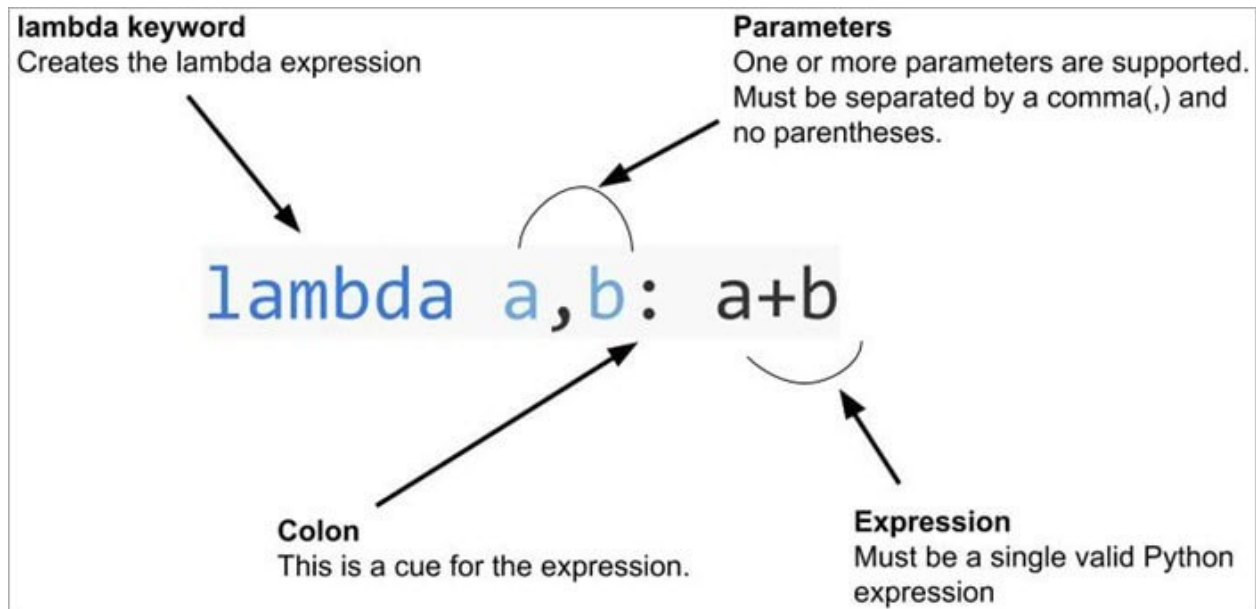 lambda keyword
Creates the lambda expression
Parameters
One or more parameters are supported.
Must be separated by a comma(,) and
no parentheses.
lambda a,b: a+b
Colon
This is a cue for the expression.
Expression
Must be a single valid Python
expression